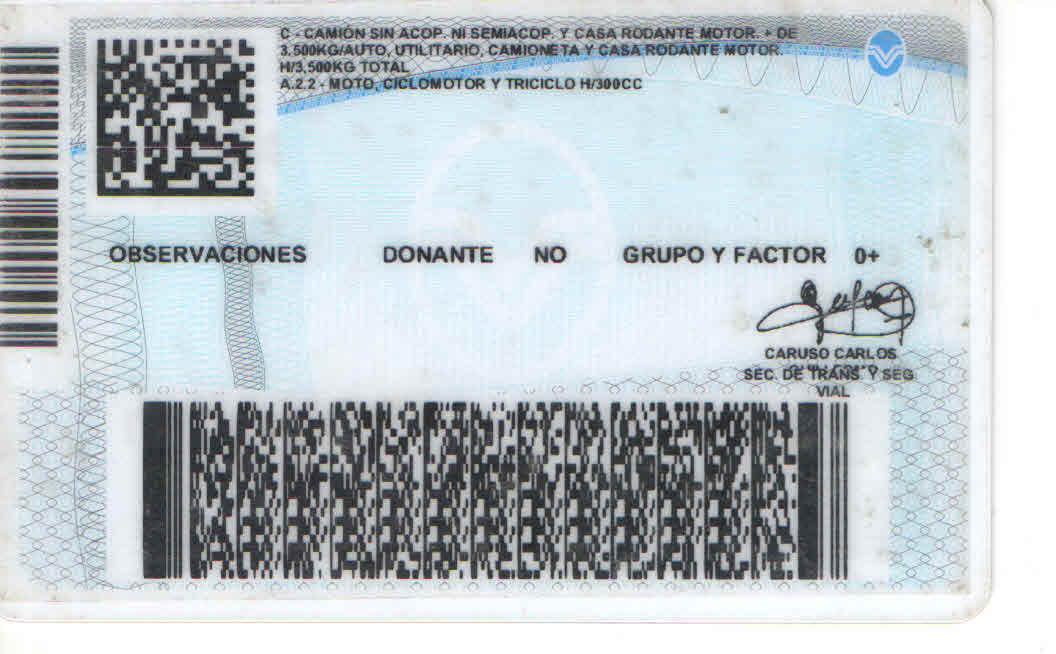 C - CAMIÓN SIN ACOP. NI SEMIACOP. Y CASA RODANTE MOTOR. + DE
3.500KG/AUTO, UTILITARIO, CAMIONETA Y CASA RODANTE MOTOR.
H/3,500KG TOTAL
A.2.2 - MOTO, CICLOMOTOR Y TRICICLO H/300CC
OBSERVACIONES DONANTE NO GRUPO Y FACTOR 0+
CARUSO CARLOS
SEC. DE TRANS. Y SEG
VIAL